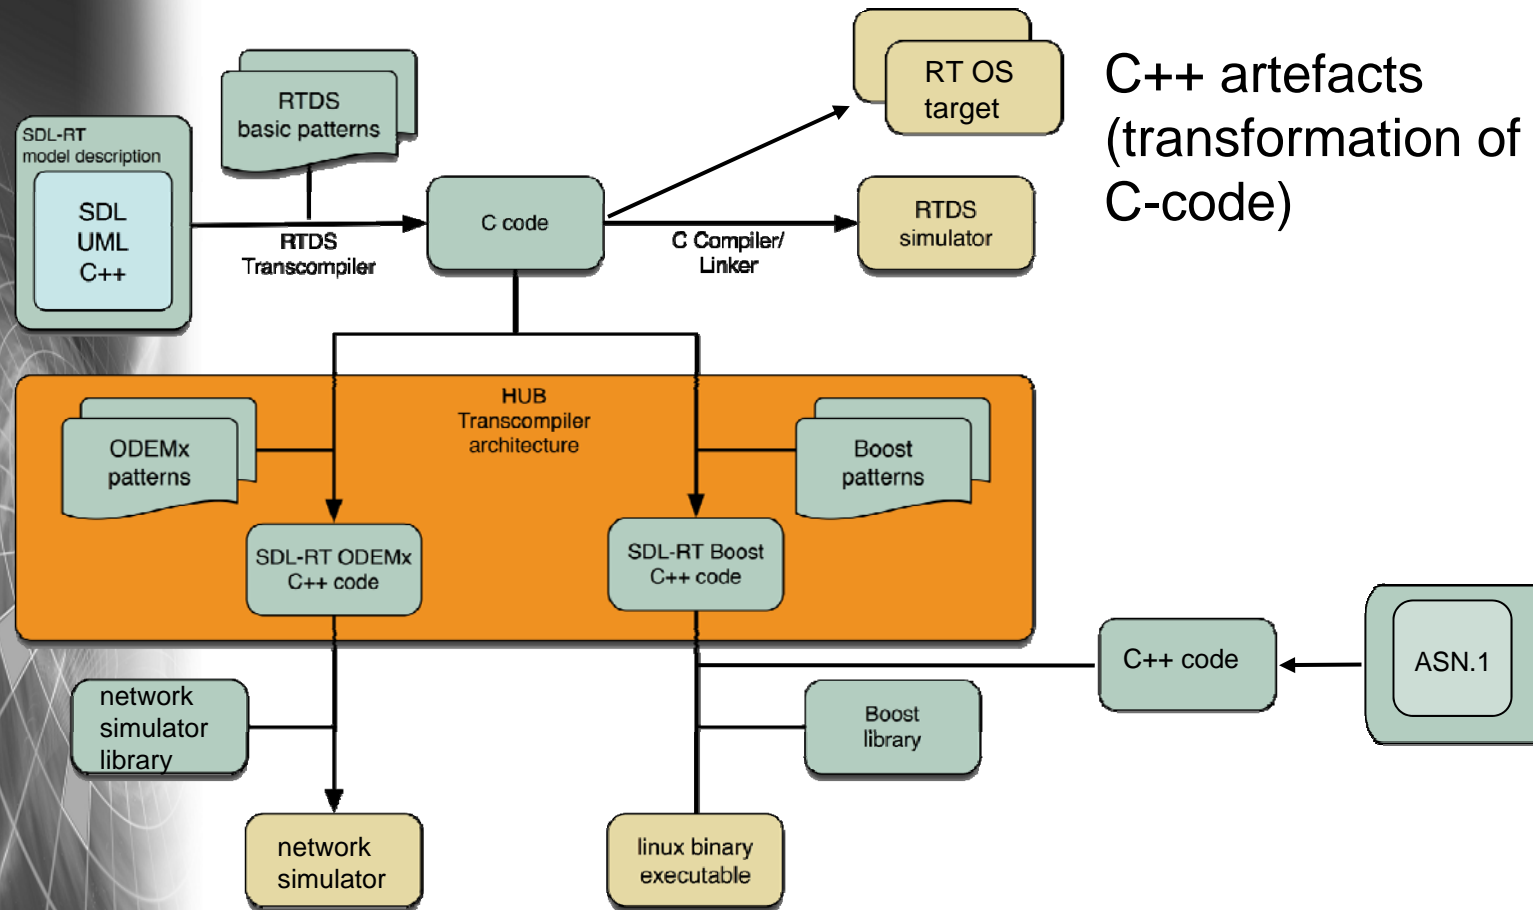 C++ artefacts
(transformation of
C-code)
RT OS
target
RTDS
basic patterns
SDL-RT
model description
SDL
UML
C++
RTDS
Transcompiler
C code
C Compiler/
Linker
RTDS
simulator
HUB
Transcompiler
architecture
ODEMx
patterns
Boost
patterns
SDL-RT ODEMx
C++ code
SDL-RT Boost
C++ code
C++ code
ASN.1
network
simulator
library
Boost
library
network
simulator
linux binary
executable